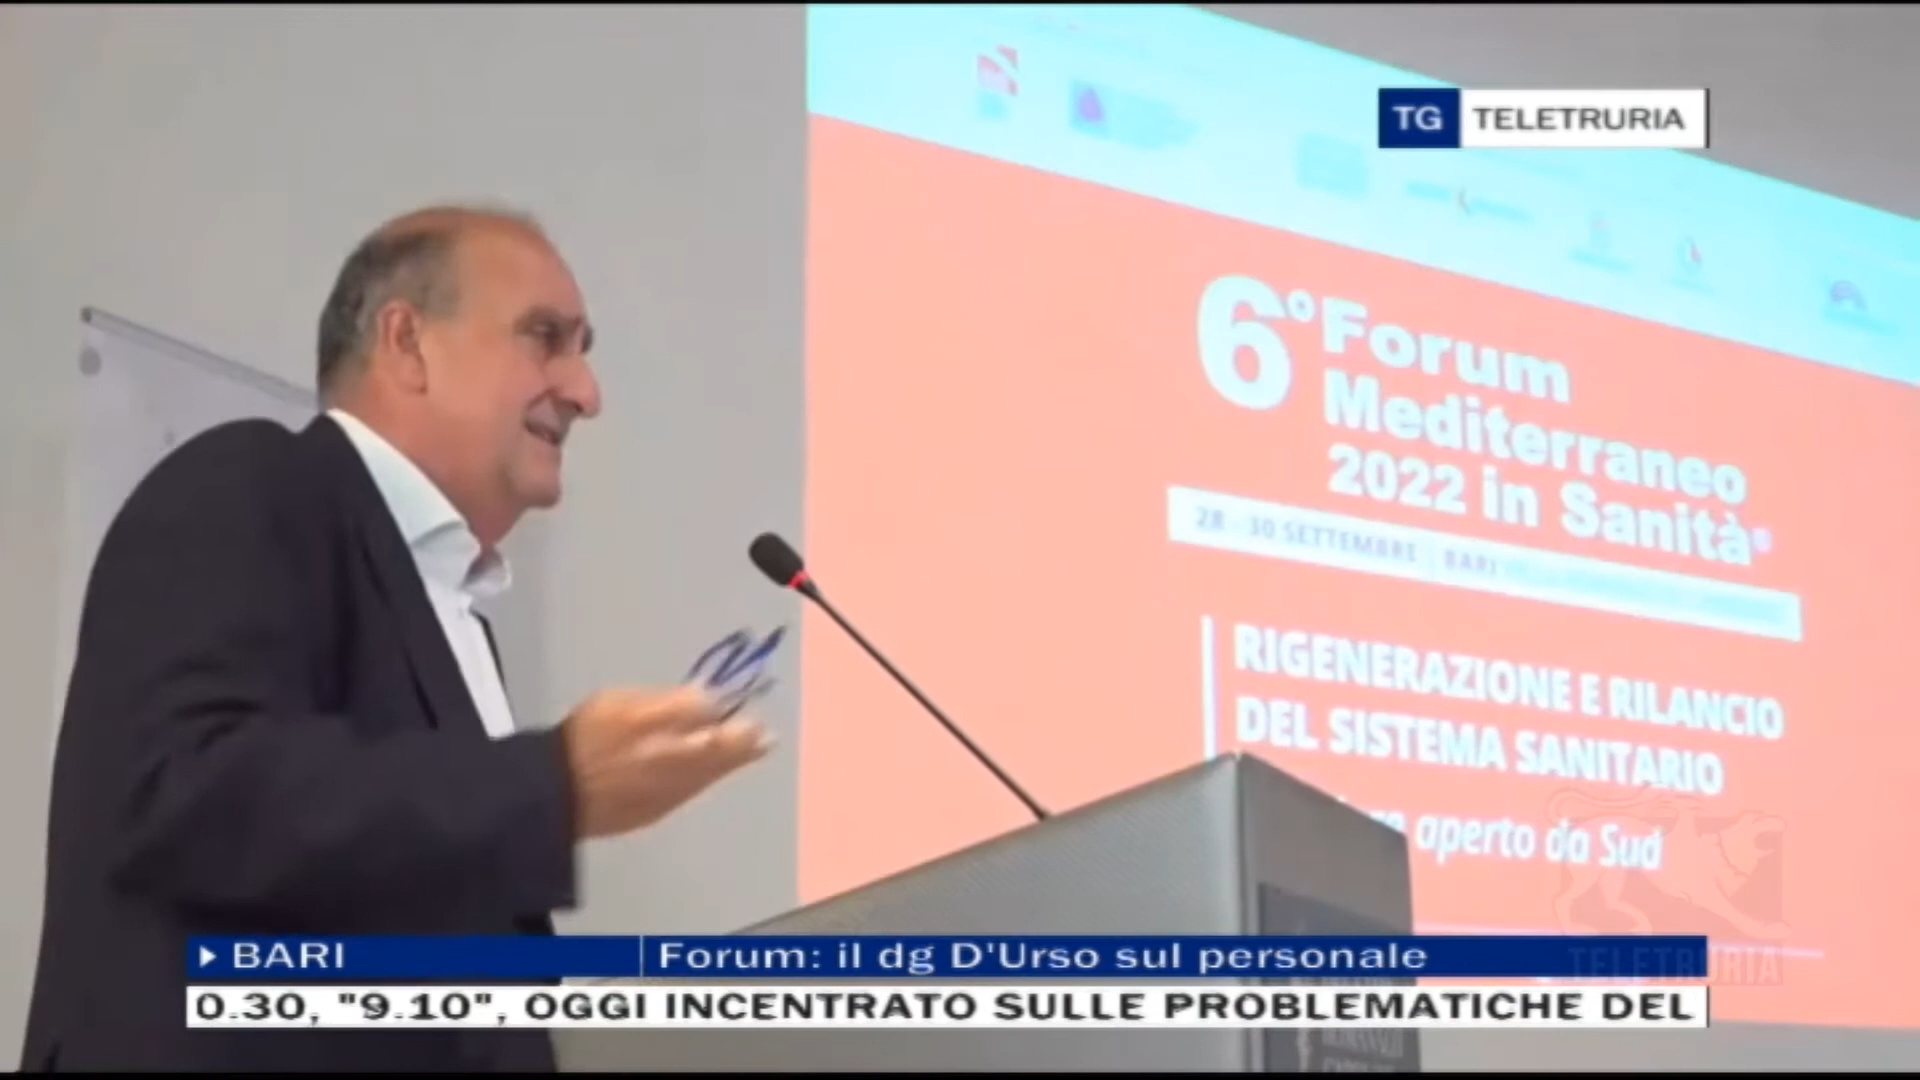 TG TELETRURIA
6° Forum
Mediterraneo
2022 in Sanità
28 - 30 SETTEMBRE | BARI
RIGENERAZIONE E RILANCIO
DEL SISTEMA SANITARIO
aperto da Sud
TELETRURIA
BARI Forum: il dg D'Urso sul personale
0.30, "9.10", OGGI INCENTRATO SULLE PROBLEMATICHE DEL